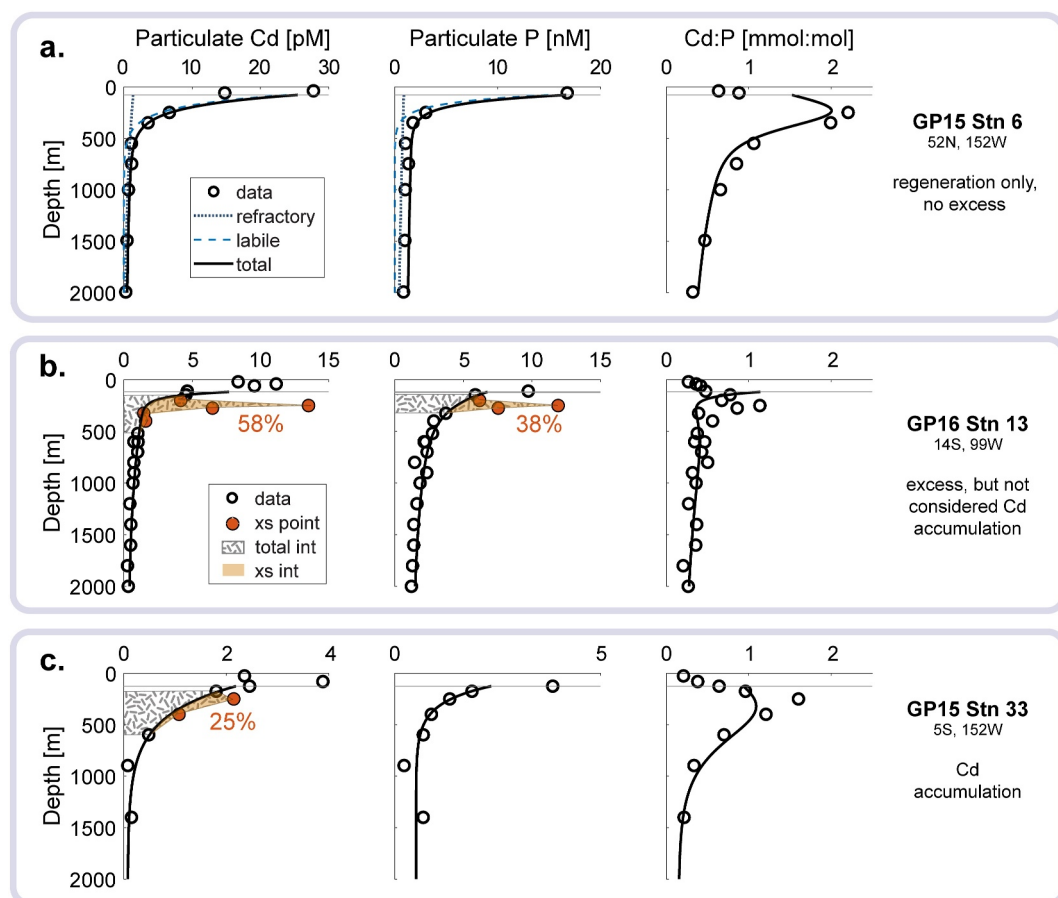 a.
Particulate Cd [pM]
Particulate P [nM]
Cd:P [mmol:mol]
0 10 20 30
0 10 20
0 1 2
0
500
1000
1500
2000
Depth [m]
data
refractory
labile
total
GP15 Stn 6
52N, 152W
regeneration only,
no excess
b.
0 5 10 15
0 5 10 15
0 1 2
0
500
1000
1500
2000
Depth [m]
58%
38%
data
xs point
total int
xs int
GP16 Stn 13
14S, 99W
excess, but not
considered Cd
accumulation
c.
0 2 4
0 5
0 1 2
0
500
1000
1500
2000
Depth [m]
25%
GP15 Stn 33
5S, 152W
Cd
accumulation